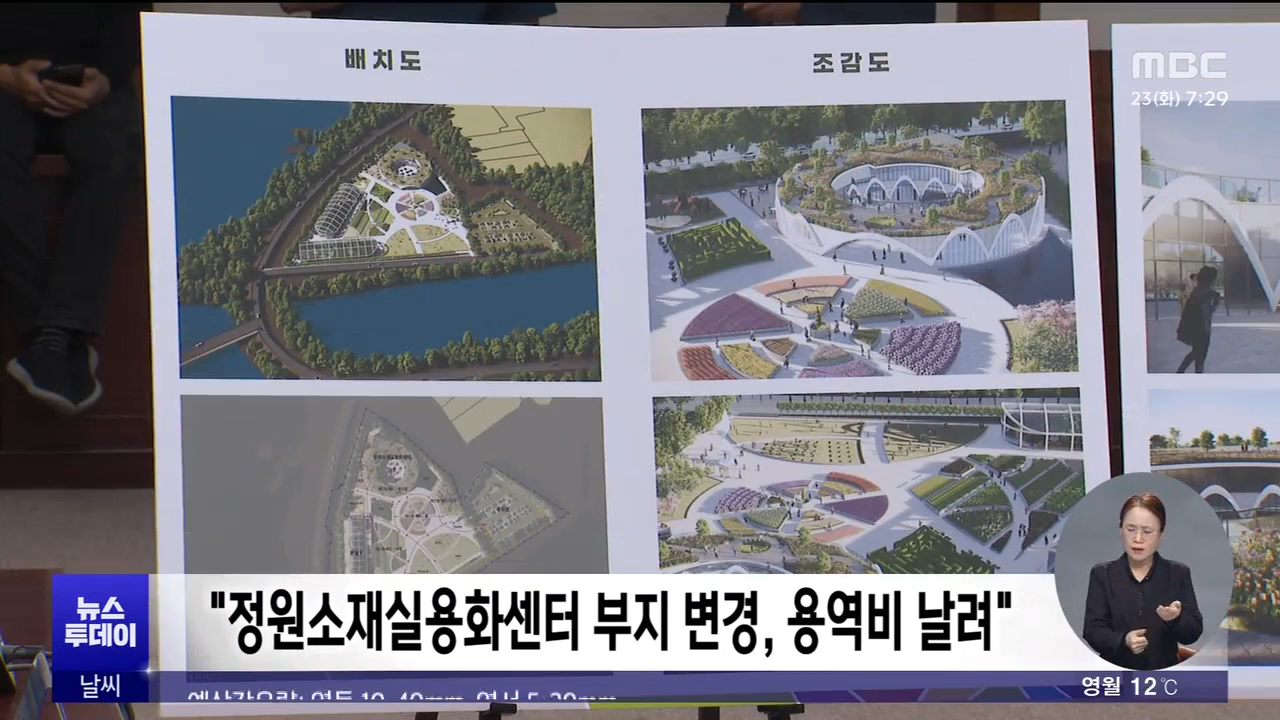 배치도
조감도
MBC
23(화) 7:29
"정원소재실용화센터 부지 변경, 용역비 날려"
뉴스
투데이
날씨
영월 12℃